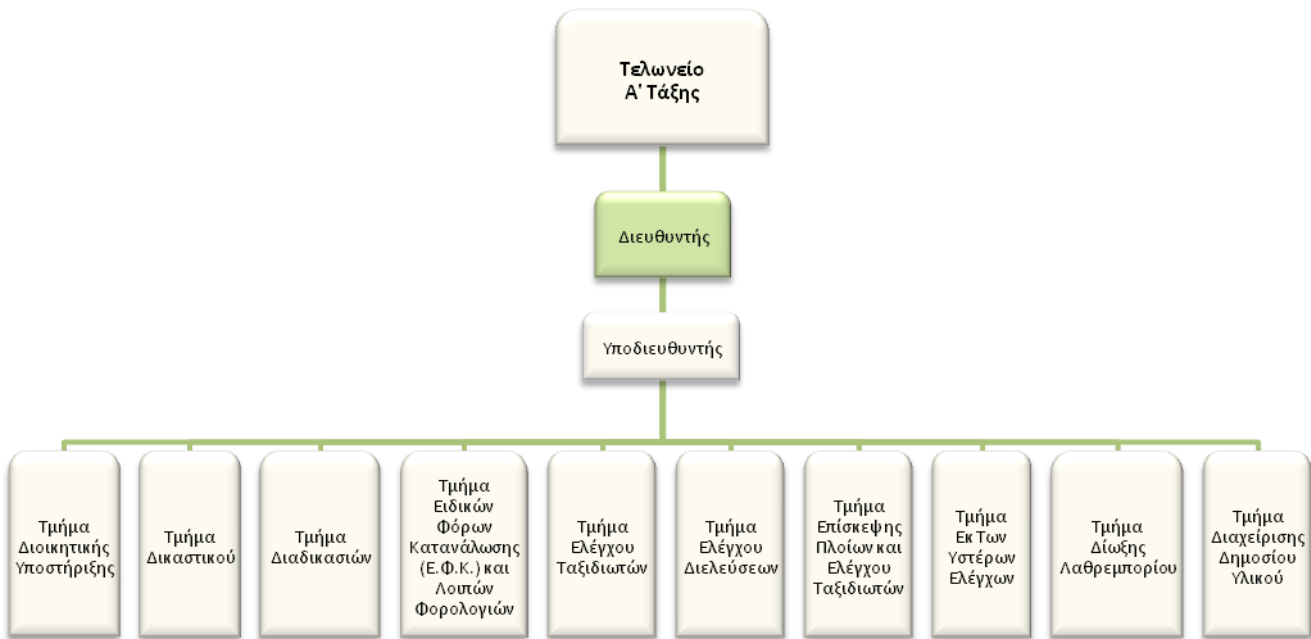 Τελωνείο
Α' Τάξης
Διευθυντής
Υποδιευθυντής
Τμήμα
Διοικητικής
Υποστήριξης
Τμήμα
Δικαστικού
Τμήμα
Διαδικασιών
Τμήμα
Ειδικών
Φόρων
Κατανάλωσης
(Ε.Φ.Κ.) και
Λοιπών
Φορολογιών
Τμήμα
Ελέγχου
Ταξιδιωτών
Τμήμα
Ελέγχου
Διελεύσεων
Τμήμα
Επίσκεψης
Πλοίων και
Ελέγχου
Ταξιδιωτών
Τμήμα
Εκ Των
Υστέρων
Ελέγχων
Τμήμα
Δίωξης
Λαθρεμπορίου
Τμήμα
Διαχείρισης
Δημοσίου
Υλικού